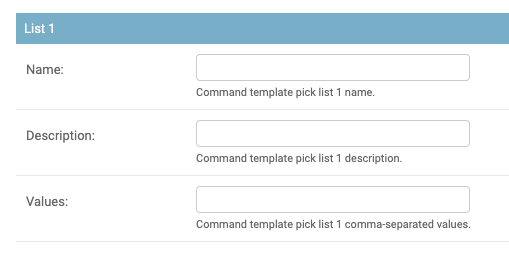 List 1
Name:
Command template pick list 1 name.
Description:
Command template pick list 1 description.
Values:
Command template pick list 1 comma-separated values.